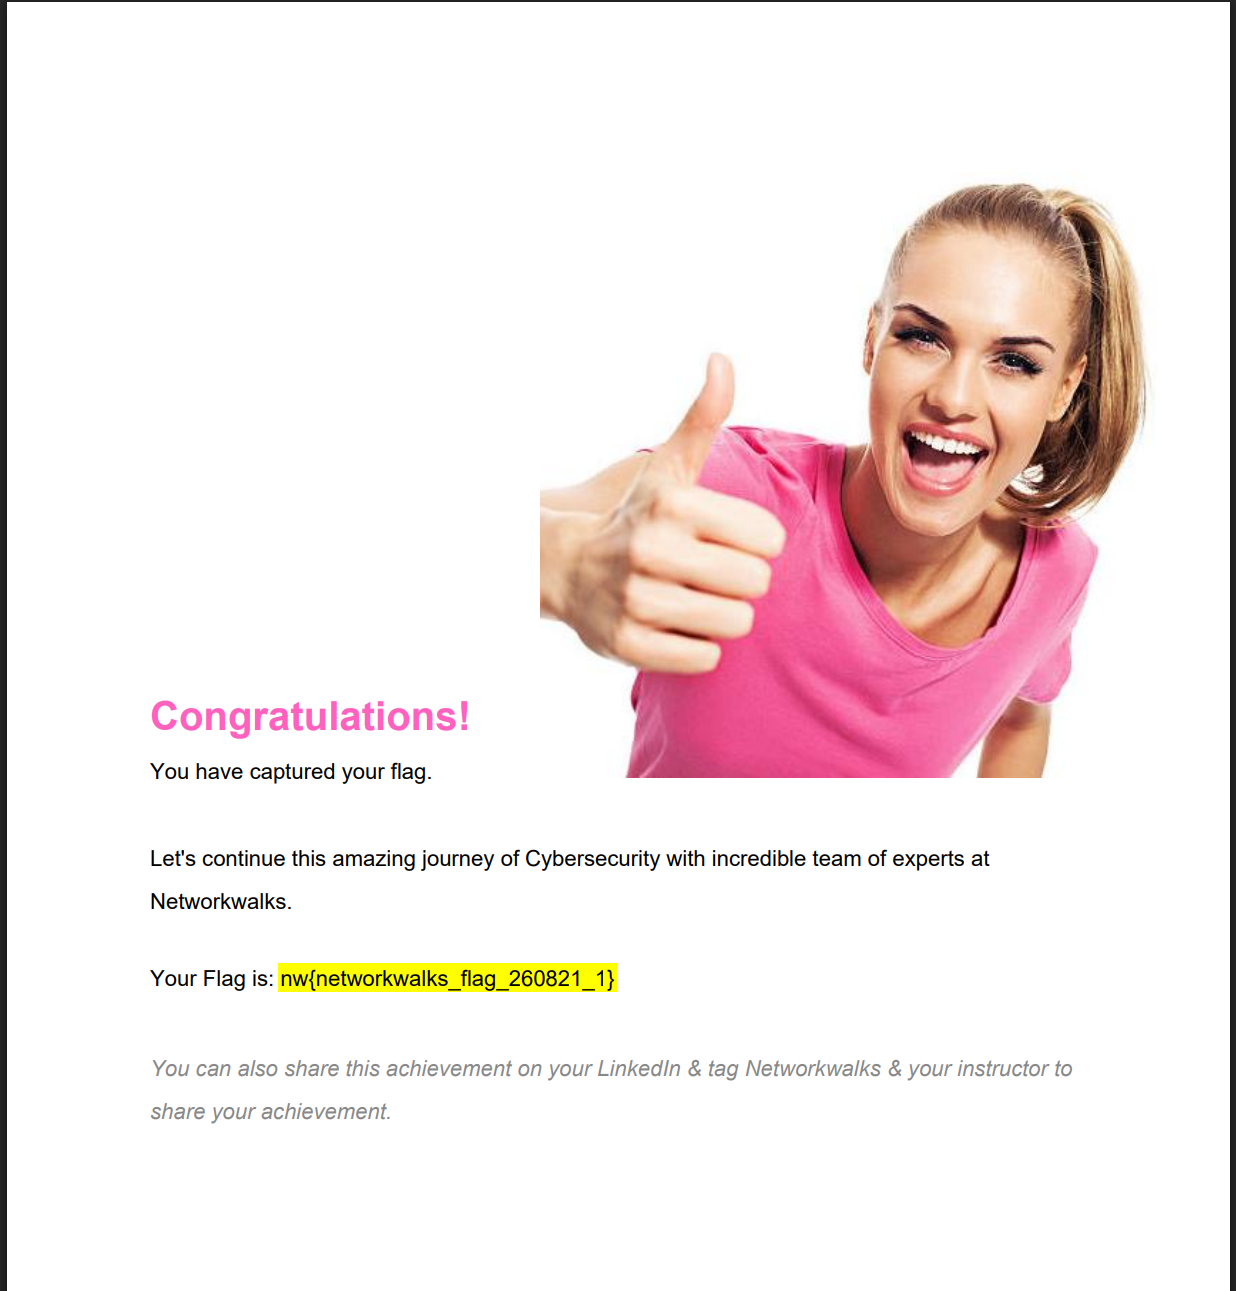 Congratulations!
You have captured your flag.
Let's continue this amazing journey of Cybersecurity with incredible team of experts at
Networkwalks.
Your Flag is: nw{networkwalks_flag_260821_1}
You can also share this achievement on your LinkedIn & tag Networkwalks & your instructor to
share your achievement.